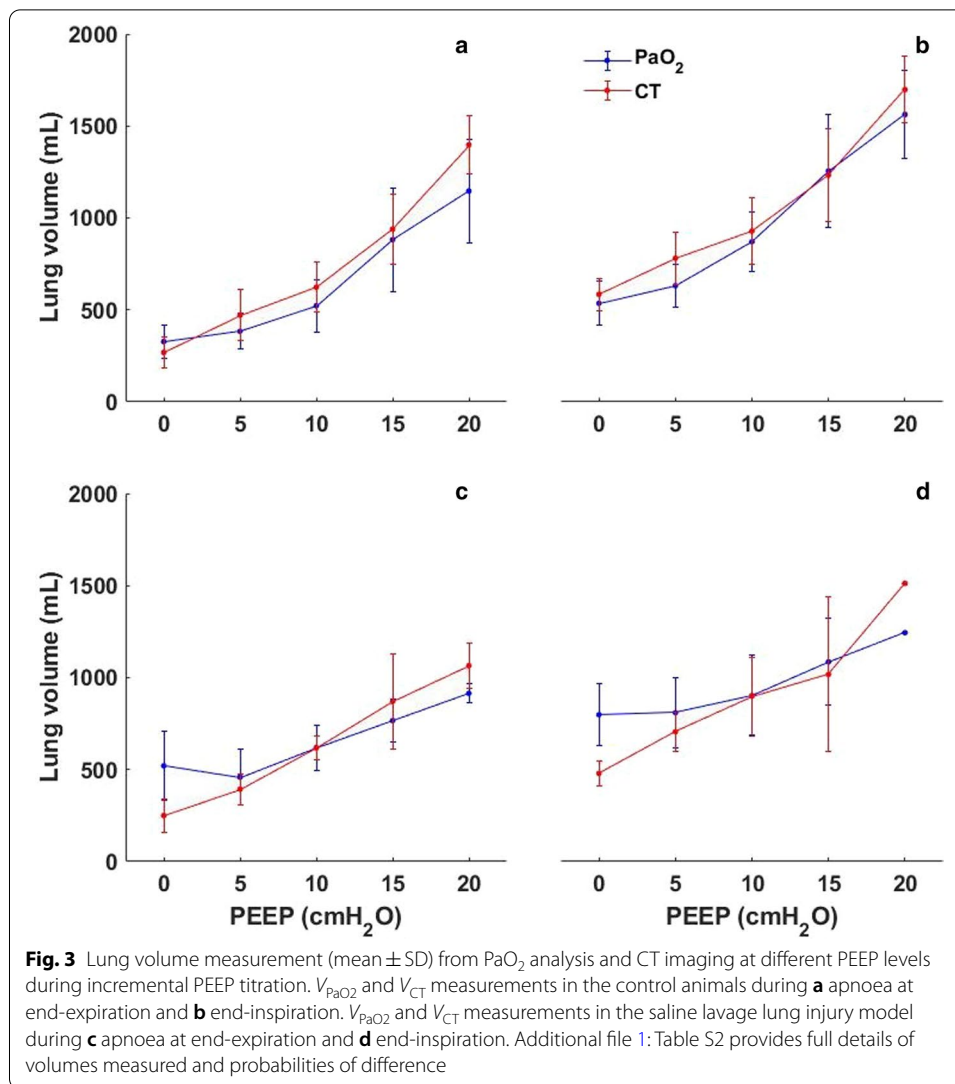 2000
a
b
PaO2
CT
1500
1000
500
0
Lung volume (mL)
0 5 10 15 20
0 5 10 15 20
2000
c
d
1500
1000
500
0
Lung volume (mL)
0 5 10 15 20
0 5 10 15 20
PEEP (cmH2O)
PEEP (cmH2O)
Fig. 3 Lung volume measurement (mean ± SD) from PaO2 analysis and CT imaging at different PEEP levels
during incremental PEEP titration. VPaO2 and VCT measurements in the control animals during a apnoea at
end-expiration and b end-inspiration. VPaO2 and VCT measurements in the saline lavage lung injury model
during c apnoea at end-expiration and d end-inspiration. Additional file 1: Table S2 provides full details of
volumes measured and probabilities of difference